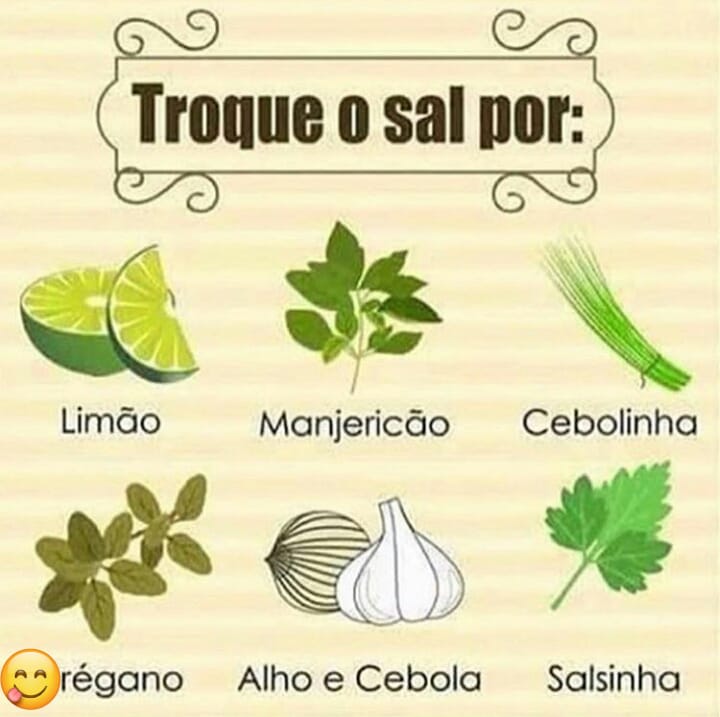 Troque o sal por:
Limão Manjericão Cebolinha
régano Alho e Cebola Salsinha